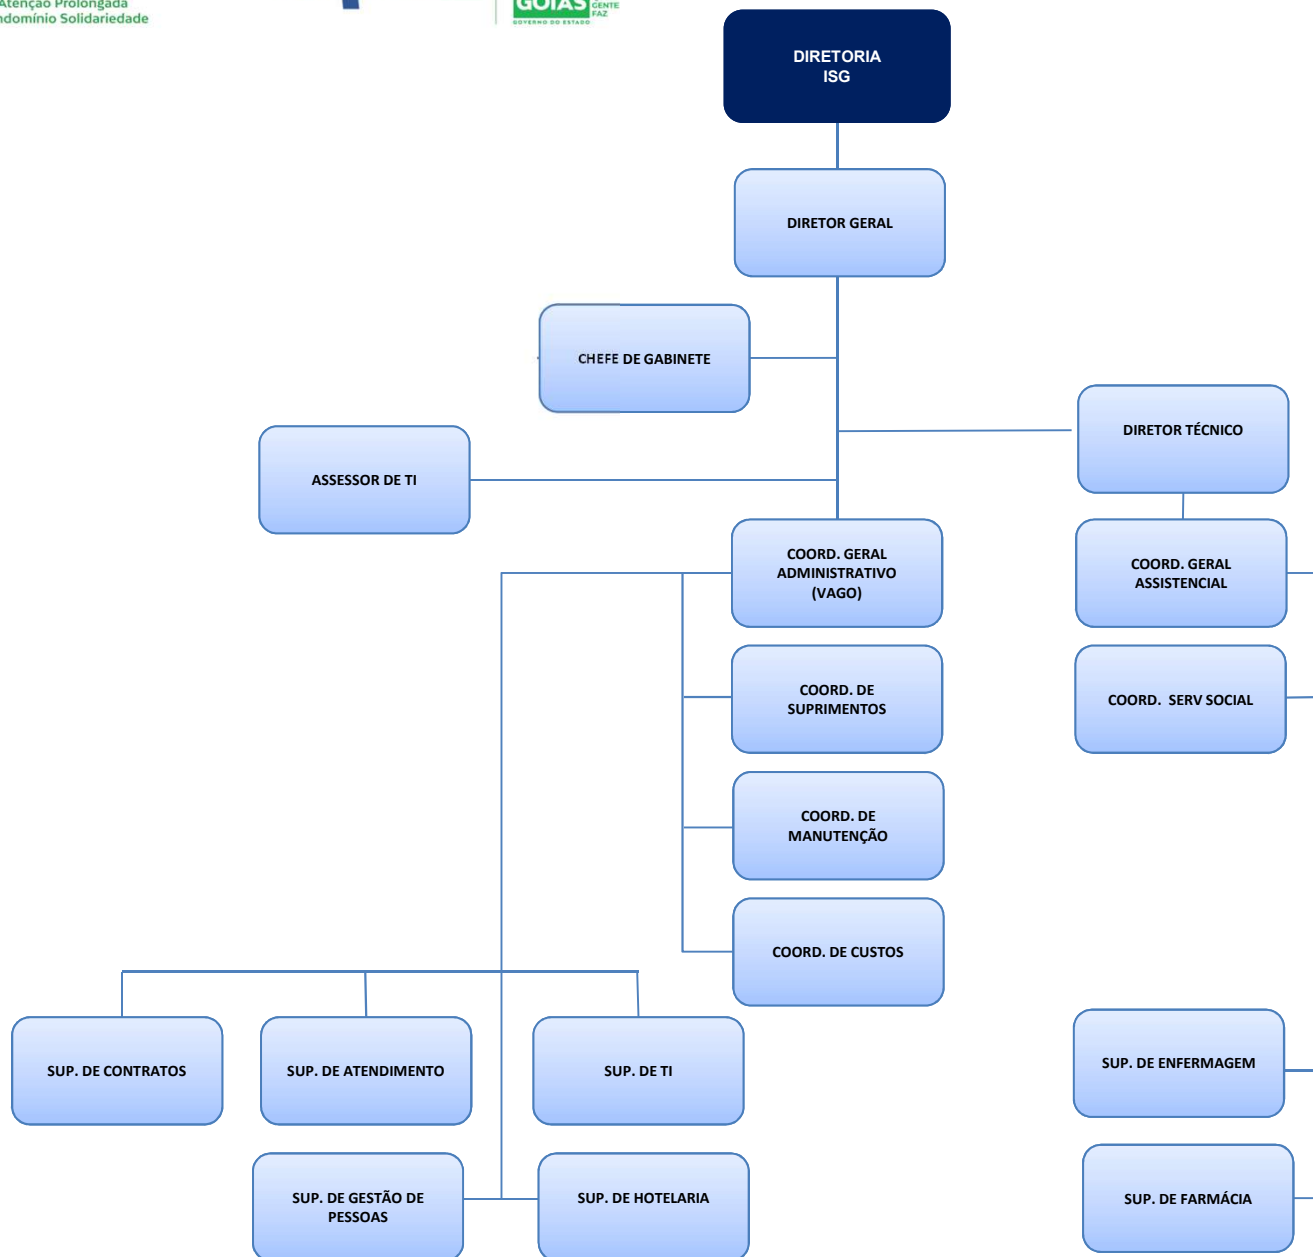 Atenção Prolongada
ndomínio Solidariedade
GOIÁS
GENTE
FAZ
GOVERNO DO ESTADO
DIRETORIA
ISG
DIRETOR GERAL
CHEFE DE GABINETE
DIRETOR TÉCNICO
ASSESSOR DE TI
COORD. GERAL
ADMINISTRATIVO
(VAGO)
COORD. GERAL
ASSISTENCIAL
COORD. DE
SUPRIMENTOS
COORD.  SERV SOCIAL
COORD. DE
MANUTENÇÃO
COORD. DE CUSTOS
SUP. DE CONTRATOS
SUP. DE ATENDIMENTO
SUP. DE TI
SUP. DE ENFERMAGEM
SUP. DE GESTÃO DE
PESSOAS
SUP. DE HOTELARIA
SUP. DE FARMÁCIA